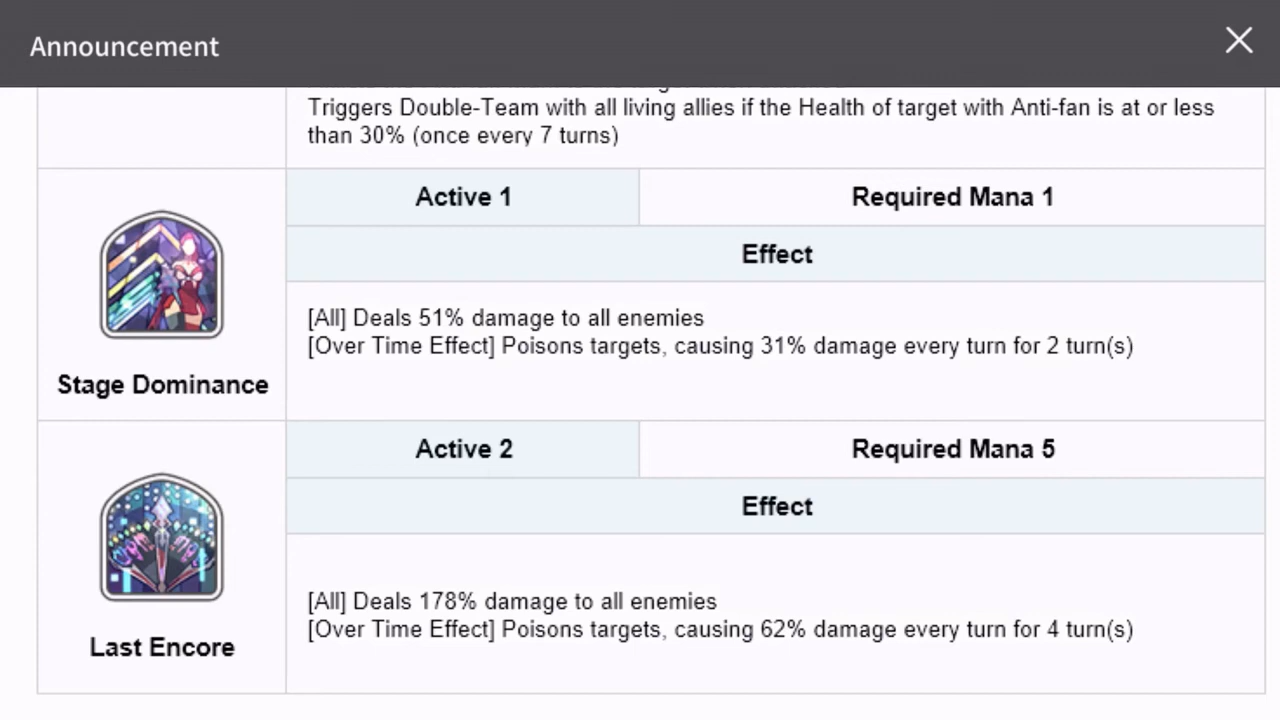 Announcement
Triggers Double-Team with all living allies if the Health of target with Anti-fan is at or less
than 30% (once every 7 turns)
Active 1
Required Mana 1
Effect
[All] Deals 51% damage to all enemies
[Over Time Effect] Poisons targets, causing 31% damage every turn for 2 turn(s)
Stage Dominance
Active 2
Required Mana 5
Effect
[All] Deals 178% damage to all enemies
[Over Time Effect] Poisons targets, causing 62% damage every turn for 4 turn(s)
Last Encore